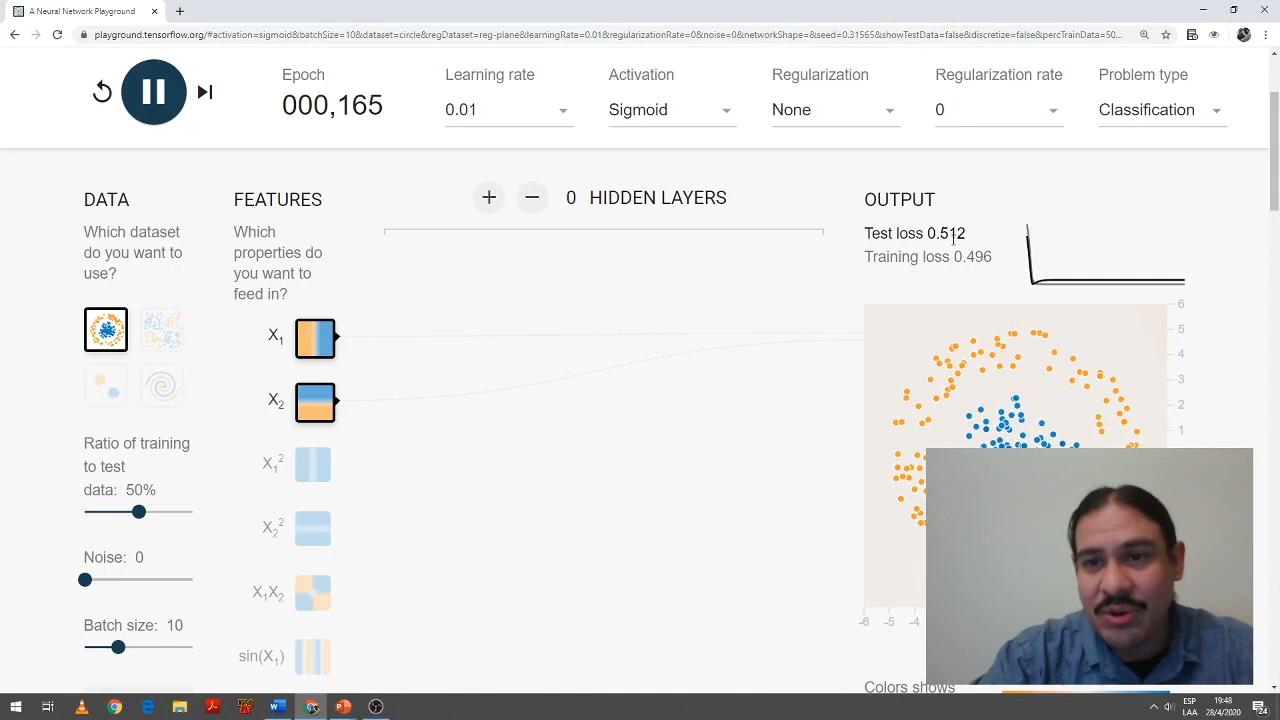 A Neural Network Playground
playground.tensorflow.org/#activation=sigmoid&batchSize=10&dataset=circle&regDataset=reg-plane&learningRate=0.01&regularizationRate=0&noise=0&networkShape=&seed=0.31565&showTestData=false&discretize=false&percTrainData=50...
Epoch
000,165
Learning rate
0.01
Activation
Sigmoid
Regularization
None
Regularization rate
0
Problem type
Classification
DATA
Which dataset
do you want to
use?
Ratio of training
to test
data: 50%
Noise: 0
Batch size: 10
FEATURES
Which
properties do
you want to
feed in?
X1
X2
X1²
X2²
X1X2
sin(X1)
+ − 0 HIDDEN LAYERS
OUTPUT
Test loss 0.512
Training loss 0.496
6
5
4
3
2
1
-6 -5 -4
Colors shows
ESP
LAA
19:48
28/4/2020
24